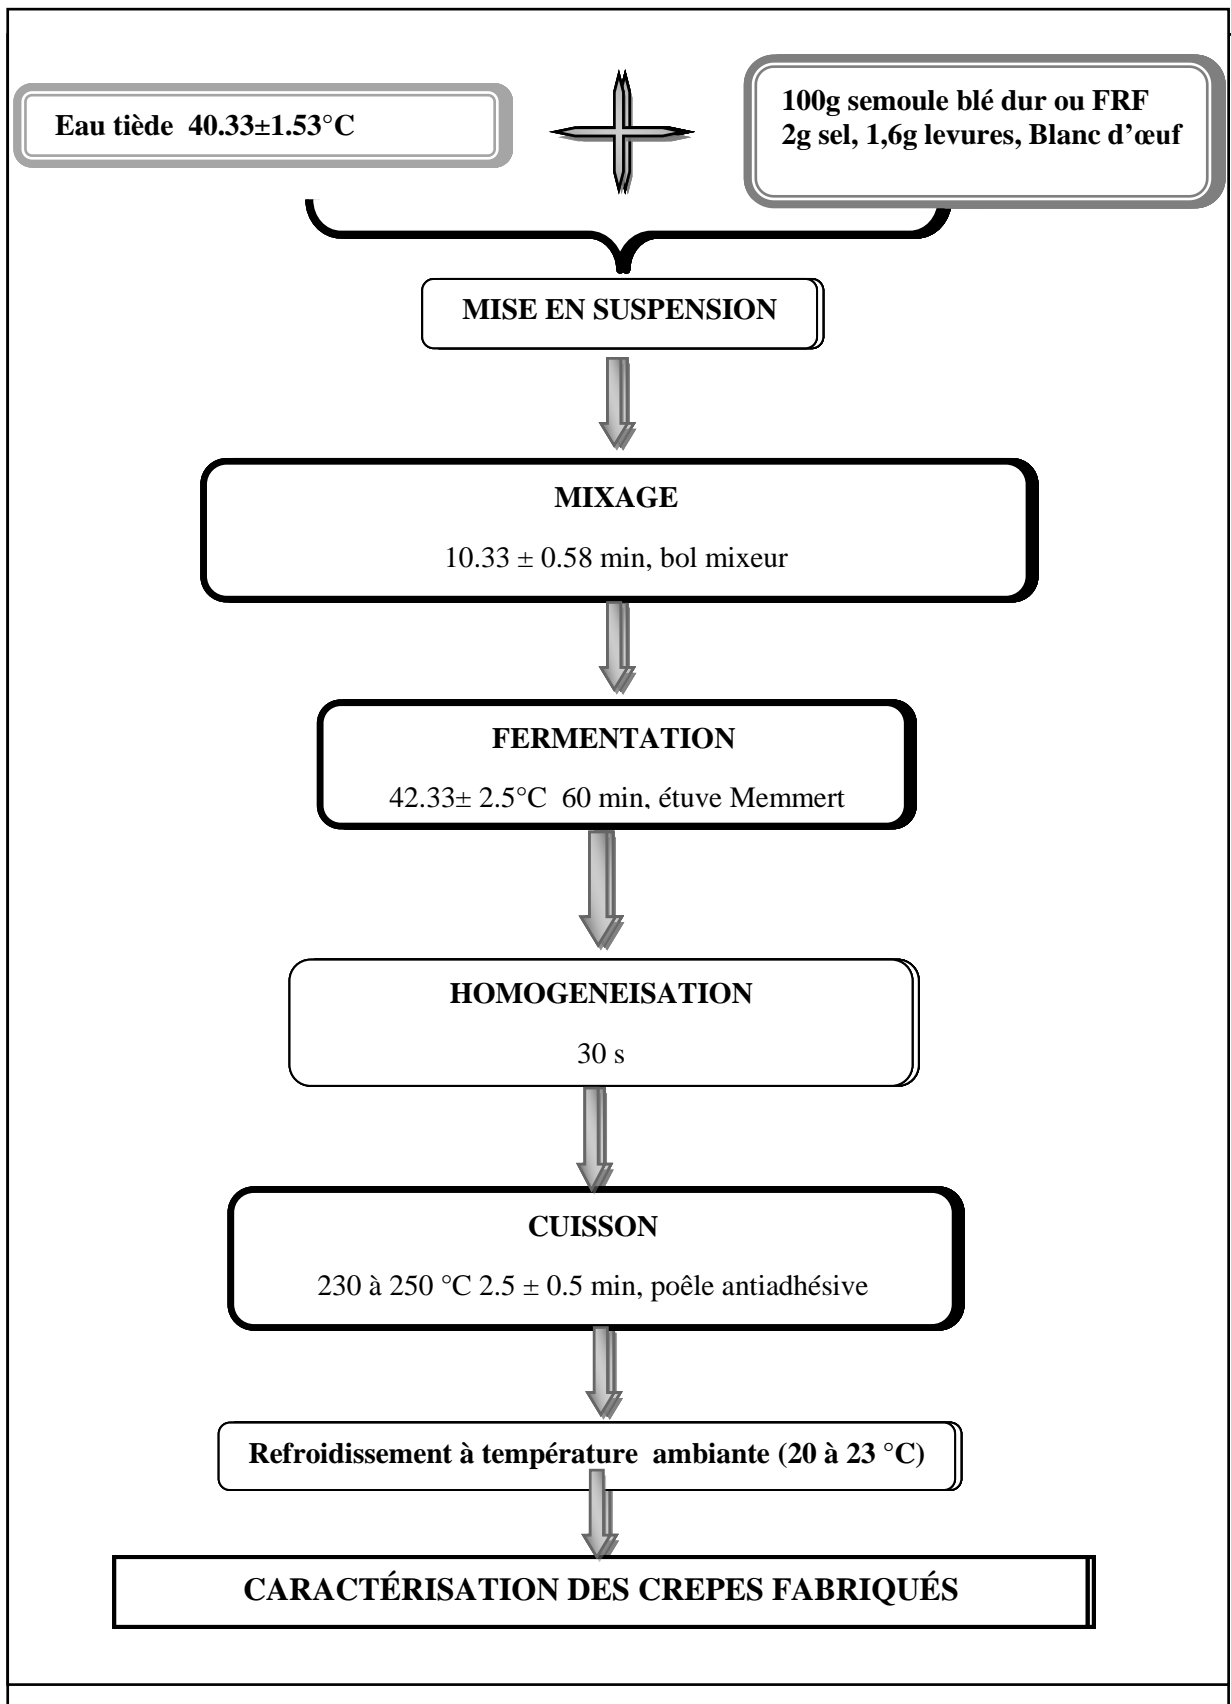 Eau tiède 40.33±1.53°C
100g semoule blé dur ou FRF
2g sel, 1,6g levures, Blanc d’œuf
MISE EN SUSPENSION
MIXAGE
10.33 ± 0.58 min, bol mixeur
FERMENTATION
42.33± 2.5°C 60 min, étuve Memmert
HOMOGENEISATION
30 s
CUISSON
230 à 250 °C 2.5 ± 0.5 min, poêle antiadhésive
Refroidissement à température ambiante (20 à 23 °C)
CARACTÉRISATION DES CREPES FABRIQUÉS